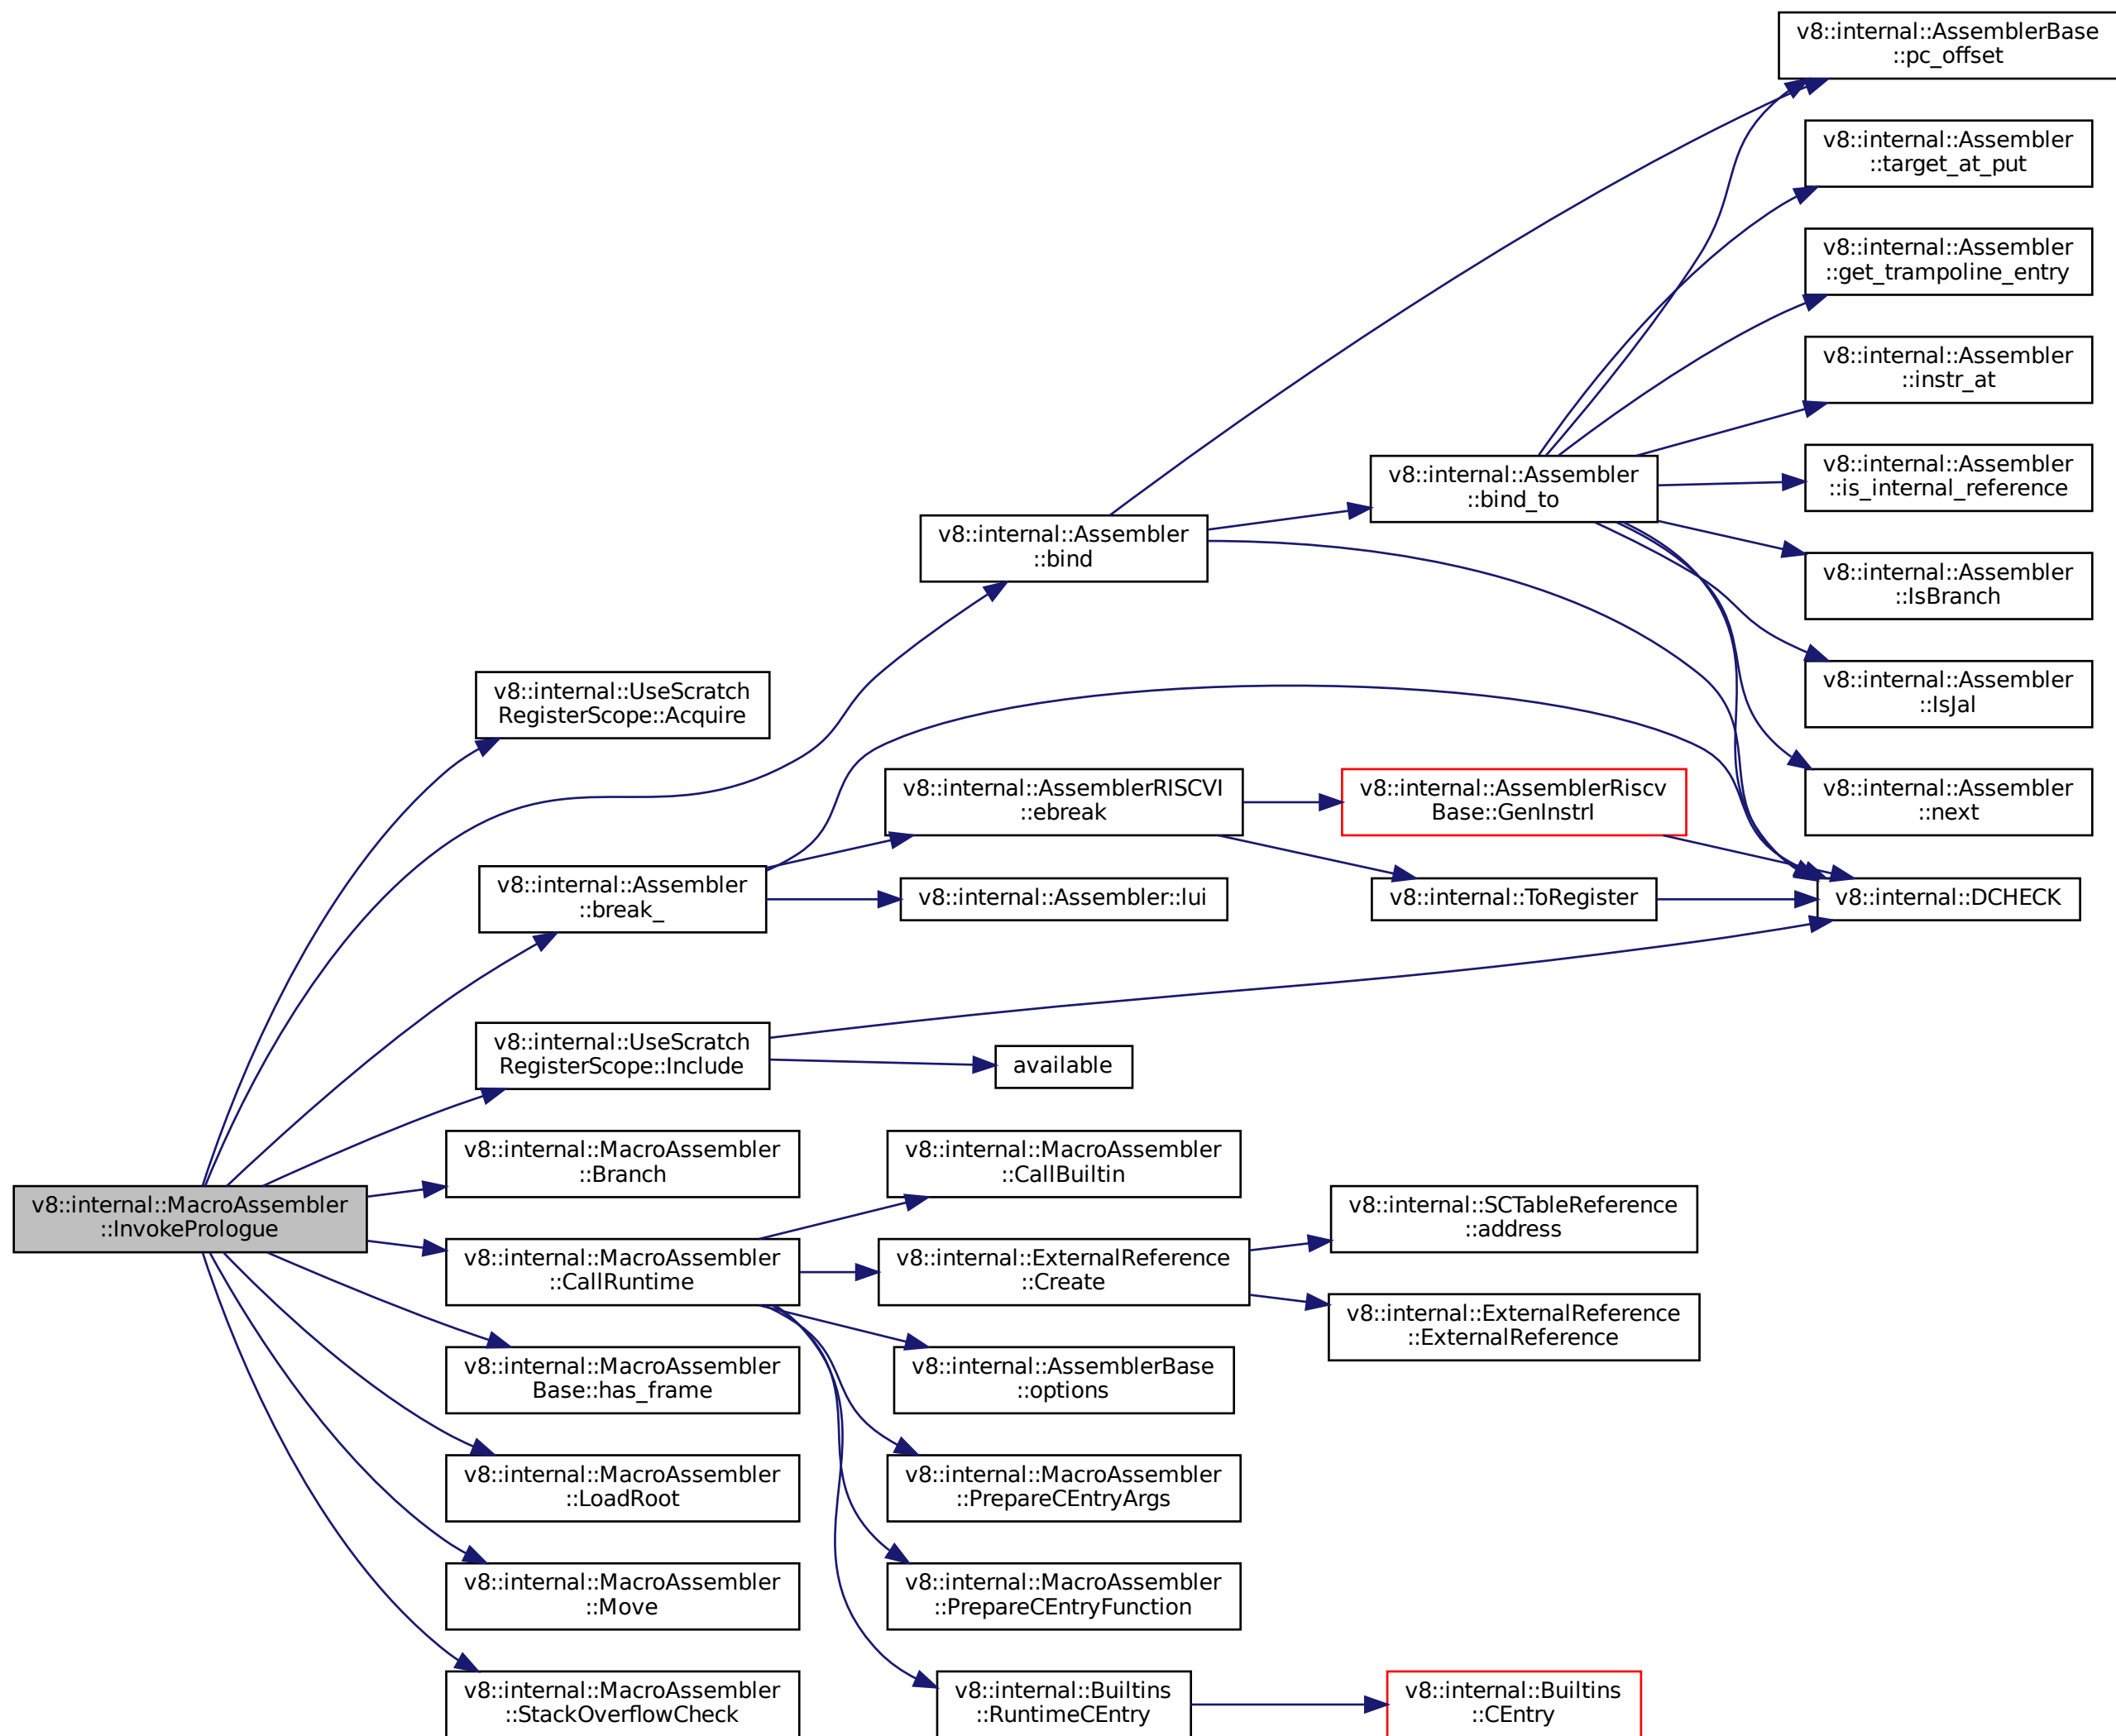 v8::internal::AssemblerBase
::pc_offset
v8::internal::Assembler
::target_at_put
v8::internal::Assembler
::get_trampoline_entry
v8::internal::Assembler
::instr_at
v8::internal::Assembler
::is_internal_reference
v8::internal::Assembler
::bind_to
v8::internal::Assembler
::bind
v8::internal::Assembler
::IsBranch
v8::internal::Assembler
::IsJal
v8::internal::UseScratch
RegisterScope::Acquire
v8::internal::AssemblerRISCVI
::ebreak
v8::internal::AssemblerRiscv
Base::GenInstrI
v8::internal::Assembler
::next
v8::internal::Assembler
::break_
v8::internal::Assembler::lui
v8::internal::ToRegister
v8::internal::DCHECK
v8::internal::UseScratch
RegisterScope::Include
available
v8::internal::MacroAssembler
::Branch
v8::internal::MacroAssembler
::CallBuiltin
v8::internal::MacroAssembler
::InvokePrologue
v8::internal::SCTableReference
::address
v8::internal::MacroAssembler
::CallRuntime
v8::internal::ExternalReference
::Create
v8::internal::ExternalReference
::ExternalReference
v8::internal::MacroAssembler
Base::has_frame
v8::internal::AssemblerBase
::options
v8::internal::MacroAssembler
::LoadRoot
v8::internal::MacroAssembler
::PrepareCEntryArgs
v8::internal::MacroAssembler
::Move
v8::internal::MacroAssembler
::PrepareCEntryFunction
v8::internal::MacroAssembler
::StackOverflowCheck
v8::internal::Builtins
::RuntimeCEntry
v8::internal::Builtins
::CEntry